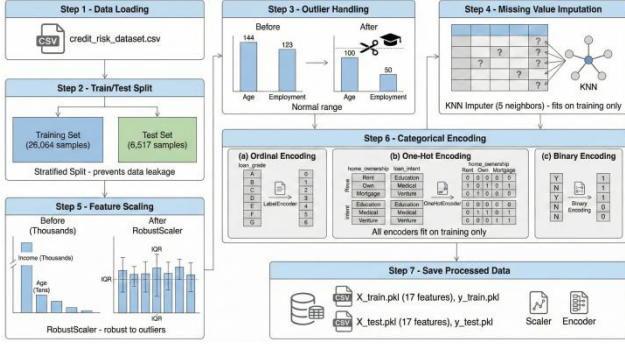 Step 1 - Data Loading
CSV
credit_risk_dataset.csv
Step 2 - Train/Test Split
Training Set
(26,064 samples)
Test Set
(6,517 samples)
Stratified Split - prevents data leakage
Step 5 - Feature Scaling
Before
(Thousands)
After
RobustScaler
Income (Thousands)
Age
(Tens)
IQR
IQR
IQR
RobustScaler - robust to outliers
Step 3 - Outlier Handling
Before
After
144
123
100
50
Age
Employment
Age
Employment
Normal range
Step 4 - Missing Value Imputation
?
?
?
?
?
?
?
?
KNN
KNN Imputer (5 neighbors) - fits on training only
Step 6 - Categorical Encoding
(a) Ordinal Encoding
loan_grade
A
B
C
D
E
F
G
LabelEncoder
0
1
2
3
4
5
6
(b) One-Hot Encoding
home_ownership
loan_intent
Rent Education
Own Medical
Mortgage Venture
Education Education
Medical Medical
Venture Venture
OneHotEncoder
home_ownership
Rent Own Mortgage
(c) Binary Encoding
Y
N
Y
N
N
Binary
Encoding
1
1
1
0
0
All encoders fit on training only
Step 7 - Save Processed Data
CSV
X_train.pkl (17 features), y_train.pkl
CSV
X_test.pkl (17 features), y_test.pkl
Scaler
Encoder